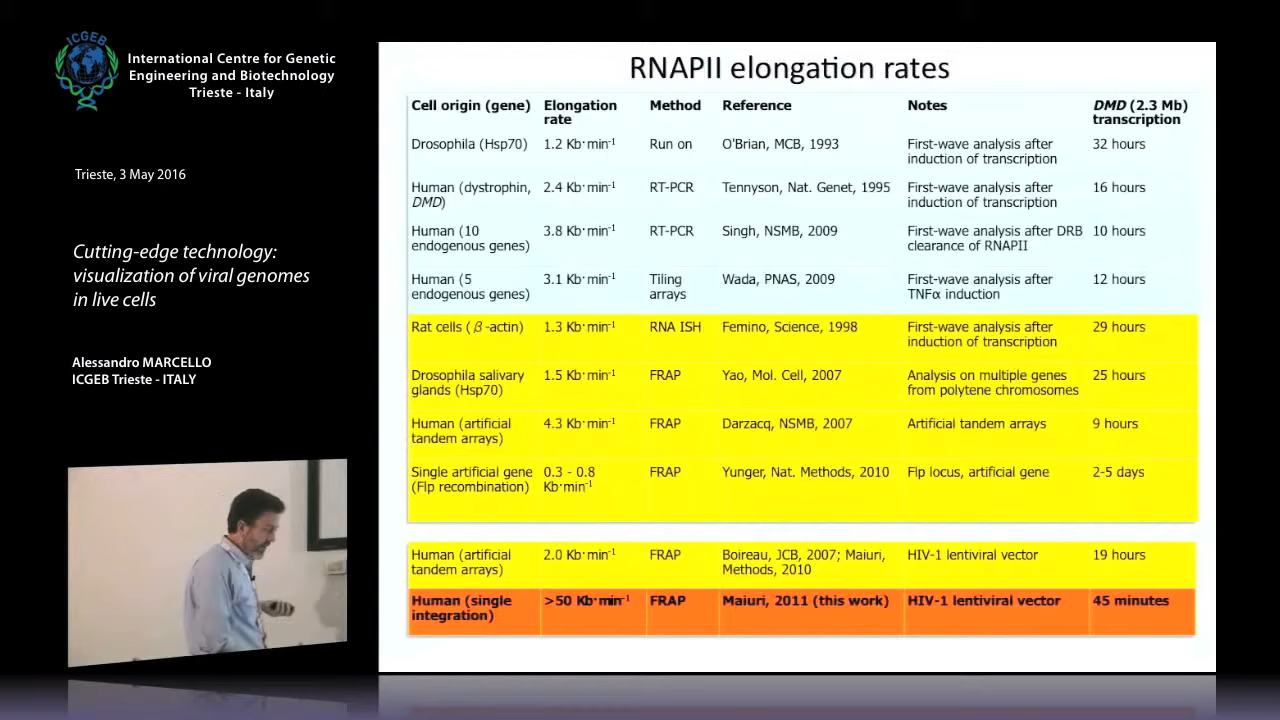 ICGEB
International Centre for Genetic
Engineering and Biotechnology
Trieste - Italy
Trieste, 3 May 2016
Cutting-edge technology:
visualization of viral genomes
in live cells
Alessandro MARCELLO
ICGEB Trieste - ITALY
RNAPII elongation rates
Cell origin (gene) Elongation rate Method Reference Notes DMD (2.3 Mb) transcription
Drosophila (Hsp70) 1.2 Kb·min-1 Run on O'Brian, MCB, 1993 First-wave analysis after induction of transcription 32 hours
Human (dystrophin, DMD) 2.4 Kb·min-1 RT-PCR Tennyson, Nat. Genet, 1995 First-wave analysis after induction of transcription 16 hours
Human (10 endogenous genes) 3.8 Kb·min-1 RT-PCR Singh, NSMB, 2009 First-wave analysis after DRB clearance of RNAPII 10 hours
Human (5 endogenous genes) 3.1 Kb·min-1 Tiling arrays Wada, PNAS, 2009 First-wave analysis after TNFα induction 12 hours
Rat cells (β-actin) 1.3 Kb·min-1 RNA ISH Femino, Science, 1998 First-wave analysis after induction of transcription 29 hours
Drosophila salivary glands (Hsp70) 1.5 Kb·min-1 FRAP Yao, Mol. Cell, 2007 Analysis on multiple genes from polytene chromosomes 25 hours
Human (artificial tandem arrays) 4.3 Kb·min-1 FRAP Darzacq, NSMB, 2007 Artificial tandem arrays 9 hours
Single artificial gene (Flp recombination) 0.3 - 0.8 Kb·min-1 FRAP Yunger, Nat. Methods, 2010 Flp locus, artificial gene 2-5 days
Human (artificial tandem arrays) 2.0 Kb·min-1 FRAP Boireau, JCB, 2007; Maiuri, Methods, 2010 HIV-1 lentiviral vector 19 hours
Human (single integration) >50 Kb·min-1 FRAP Maiuri, 2011 (this work) HIV-1 lentiviral vector 45 minutes